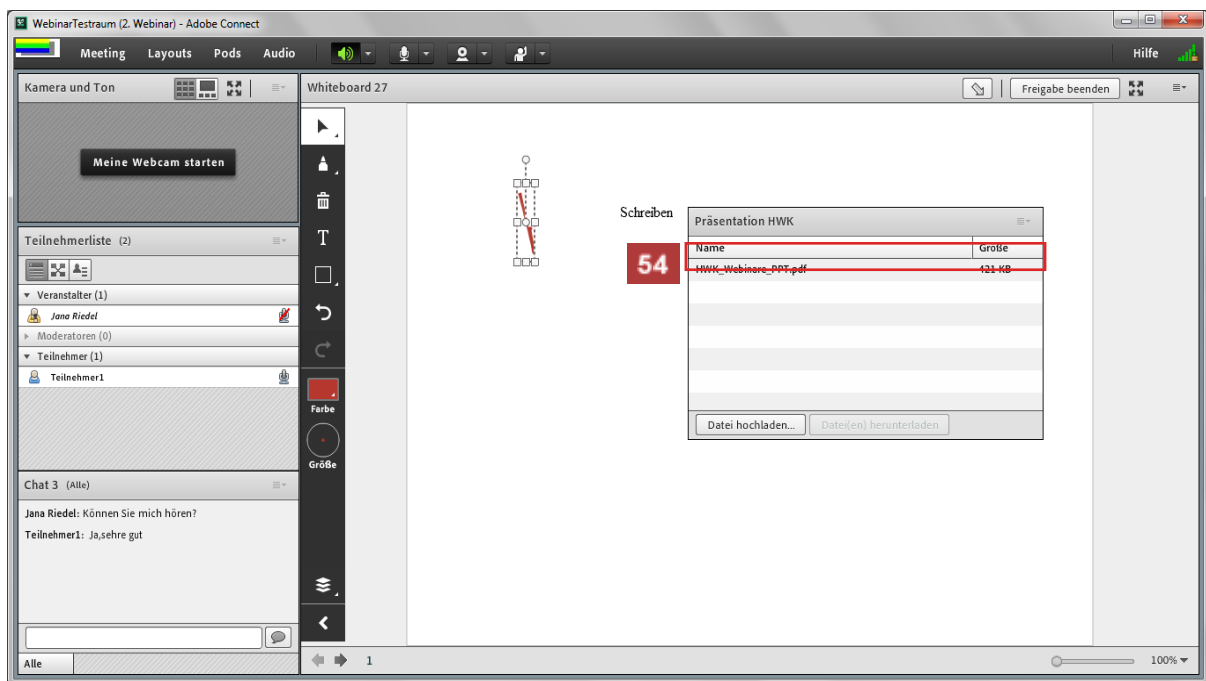 WebinarTestraum (2. Webinar) - Adobe Connect
Meeting Layouts Pods Audio Hilfe
Kamera und Ton
Meine Webcam starten
Teilnehmerliste (2)
Veranstalter (1)
Jana Riedel
Moderatoren (0)
Teilnehmer (1)
Teilnehmer1
Chat 3 (Alle)
Jana Riedel: Können Sie mich hören?
Teilnehmer1: Ja,sehre gut
Alle
Whiteboard 27
Freigabe beenden
T
Farbe
Größe
Schreiben
54
Präsentation HWK
Name Größe
HWK_Webinare_PPT.pdf 421 KB
Datei hochladen... Datei(en) herunterladen
1 100%